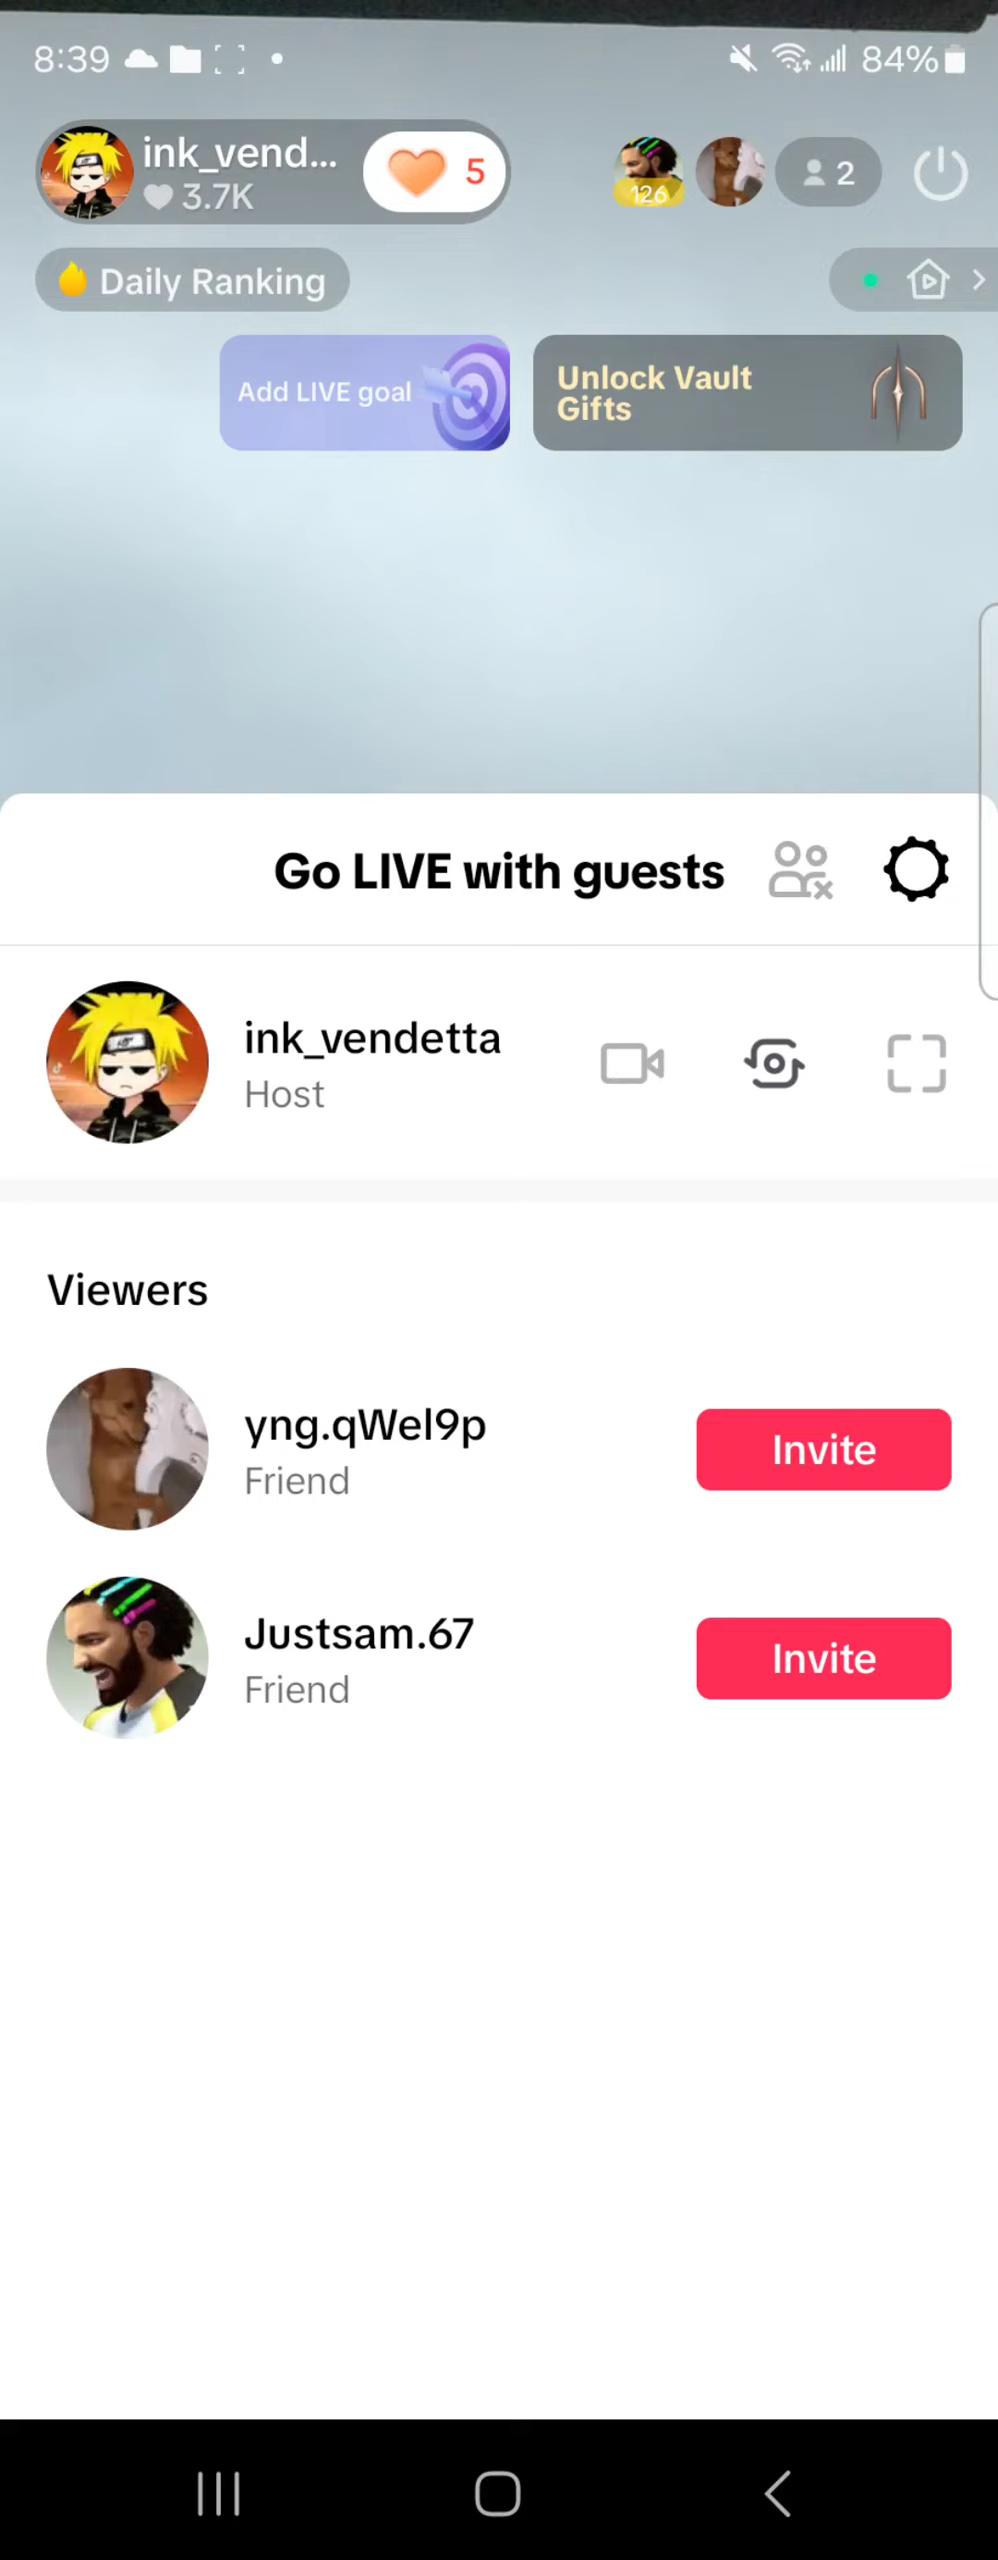 8:39
84%
ink_vend...
3.7K
5
126
2
Daily Ranking
Add LIVE goal
Unlock Vault
Gifts
Go LIVE with guests
ink_vendetta
Host
Viewers
yng.qWel9p
Friend
Invite
Justsam.67
Friend
Invite